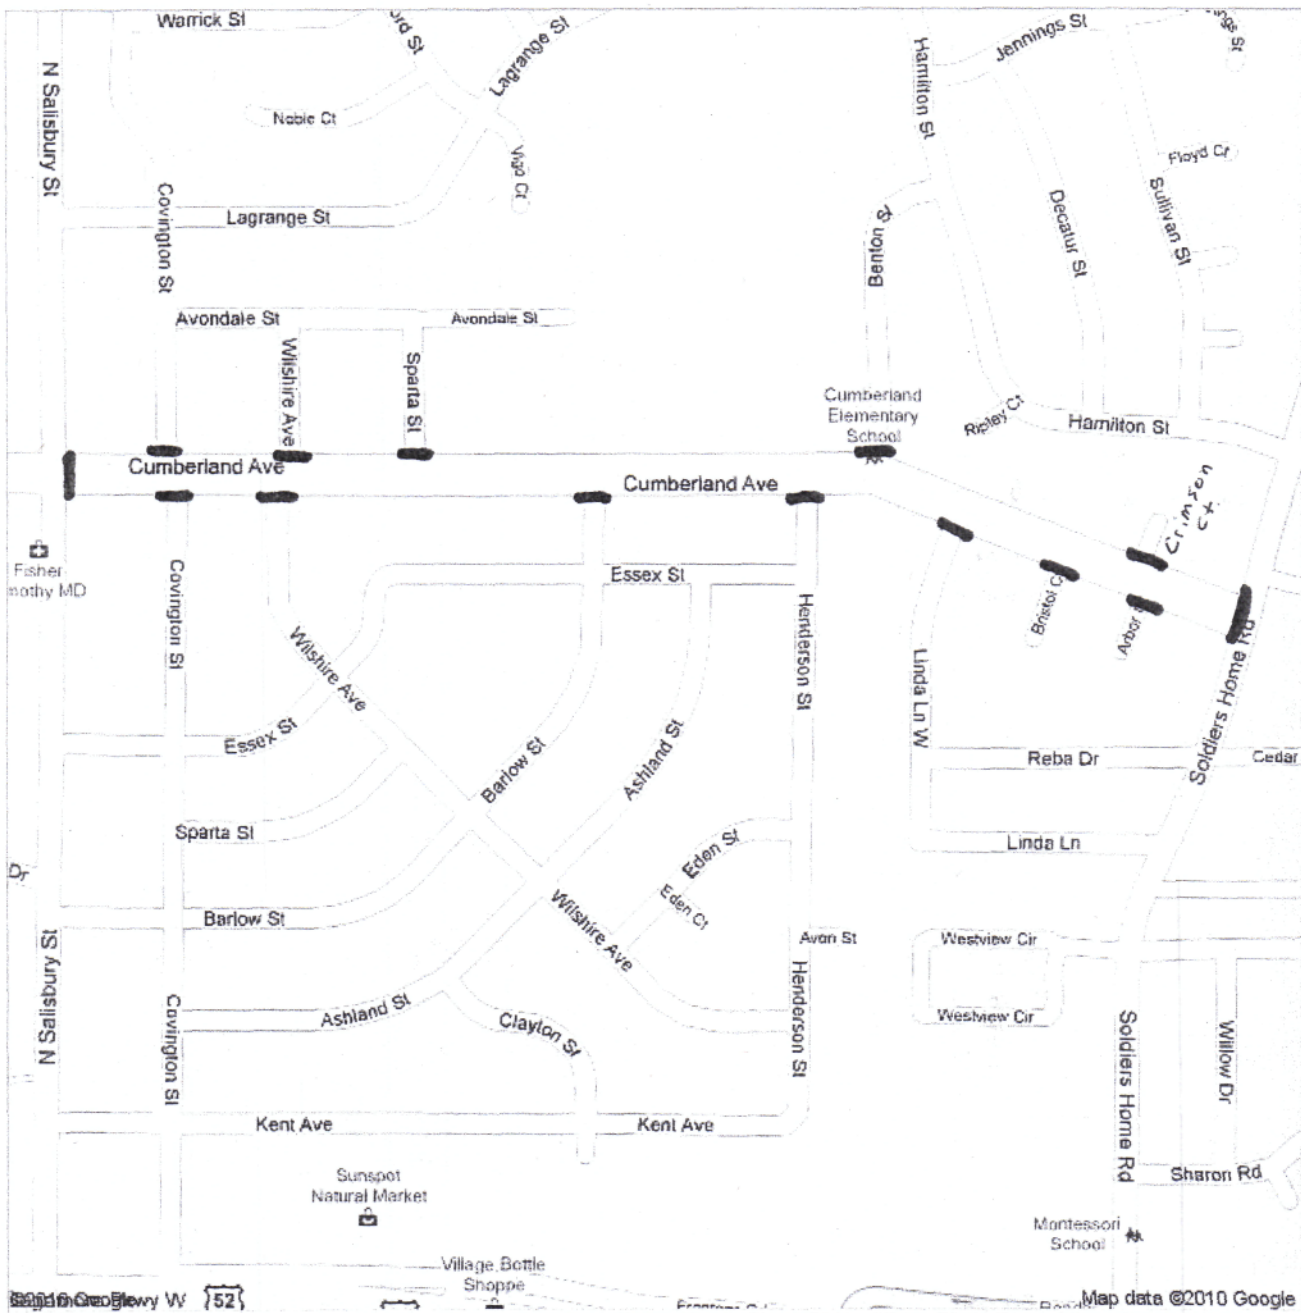 Warrick St
Lagrange St
Jennings St
N Salisbury St
Hamilton St
Noble Ct
Vigo Ct
Floyd Cr
Covington St
Lagrange St
Benton St
Decatur St
Sullivan St
Avondale St
Avondale St
Wilshire Ave
Sparta St
Cumberland
Elementary
School
Ripley Ct
Hamilton St
Cumberland Ave
Cumberland Ave
Crimson
Ct.
Fisher
mothy MD
Covington St
Essex St
Henderson St
Bristol C
Arbor
Wilshire Ave
Linda Ln W
Soldiers Home Rd
Essex St
Barlow St
Ashland St
Reba Dr
Cedar
Sparta St
Linda Ln
Dr
Eden St
Eden Ct
Barlow St
Wilshire Ave
Avon St
Westview Cir
N Salisbury St
Covington St
Ashland St
Clayton St
Henderson St
Westview Cir
Soldiers Home Rd
Willow Dr
Kent Ave
Kent Ave
Sunspot
Natural Market
Sharon Rd
Montessori
School
Village Bottle
Shoppe
52
Map data ©2010 Google